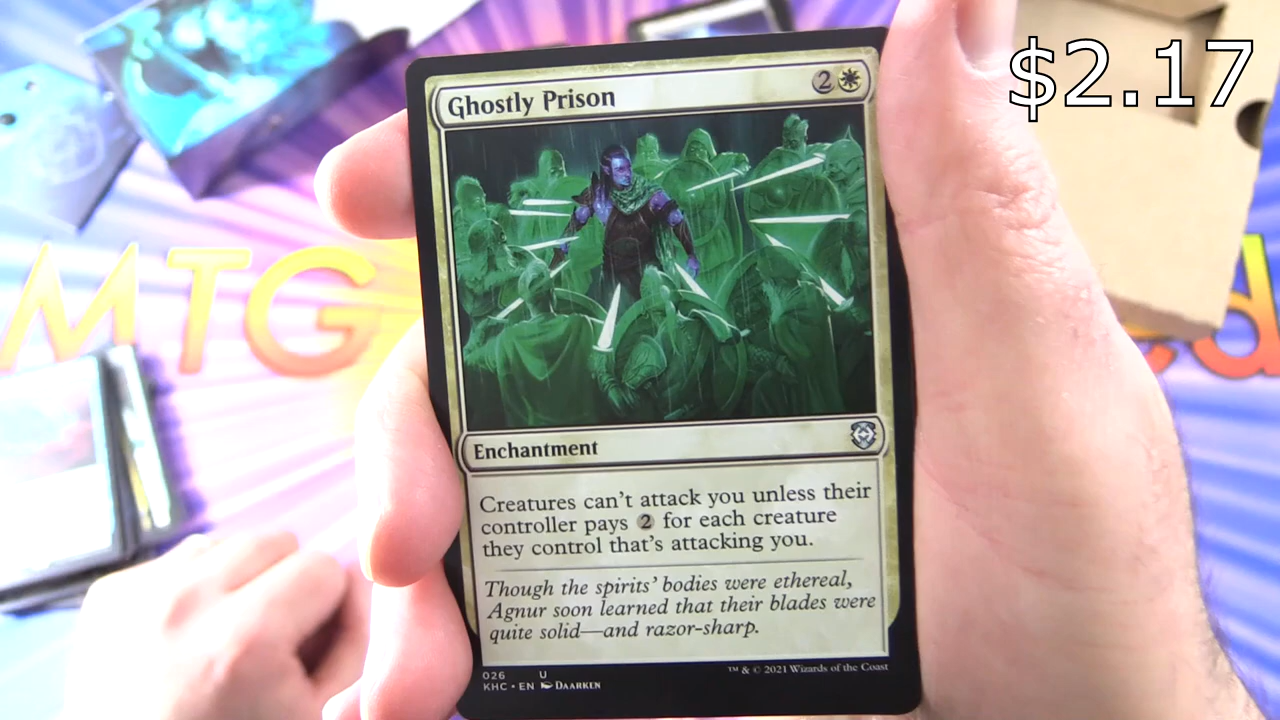 $2.17
Ghostly Prison
2
MTG
ed
Enchantment
Creatures can't attack you unless their
controller pays 2 for each creature
they control that's attacking you.
Though the spirits' bodies were ethereal,
Agnur soon learned that their blades were
quite solid—and razor-sharp.
026 U
KHC • EN DAARKEN
™ & © 2021 Wizards of the Coast